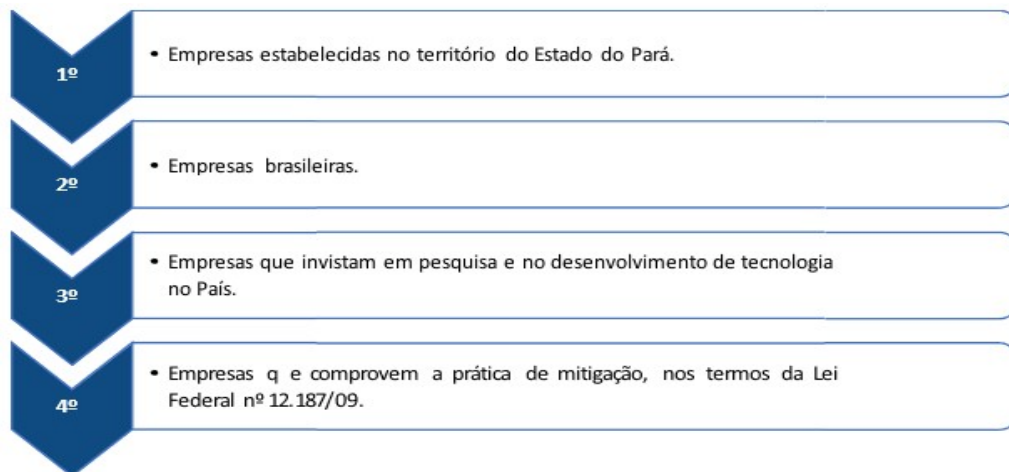 1º
• Empresas estabelecidas no território do Estado do Pará.
2º
• Empresas brasileiras.
3º
• Empresas que invistam em pesquisa e no desenvolvimento de tecnologia
no País.
4º
• Empresas q e comprovem a prática de mitigação, nos termos da Lei
Federal nº 12.187/09.